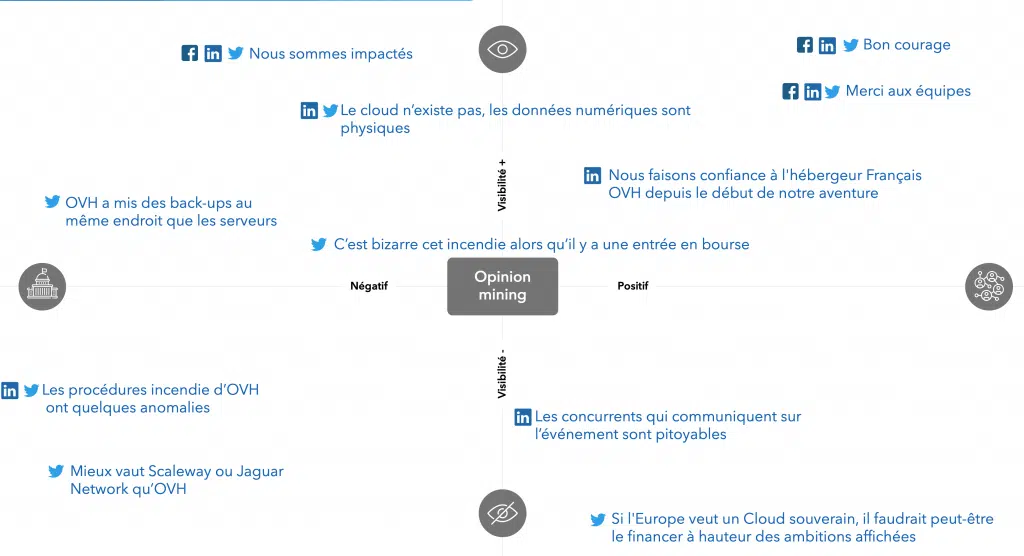 Nous sommes impactés
Bon courage
Merci aux équipes
Le cloud n’existe pas, les données numériques sont
physiques
Visibilité +
Nous faisons confiance à l'hébergeur Français
OVH depuis le début de notre aventure
OVH a mis des back-ups au
même endroit que les serveurs
C’est bizarre cet incendie alors qu’il y a une entrée en bourse
Négatif
Opinion
mining
Positif
Visibilité -
Les procédures incendie d’OVH
ont quelques anomalies
Les concurrents qui communiquent sur
l’événement sont pitoyables
Mieux vaut Scaleway ou Jaguar
Network qu’OVH
Si l'Europe veut un Cloud souverain, il faudrait peut-être
le financer à hauteur des ambitions affichées